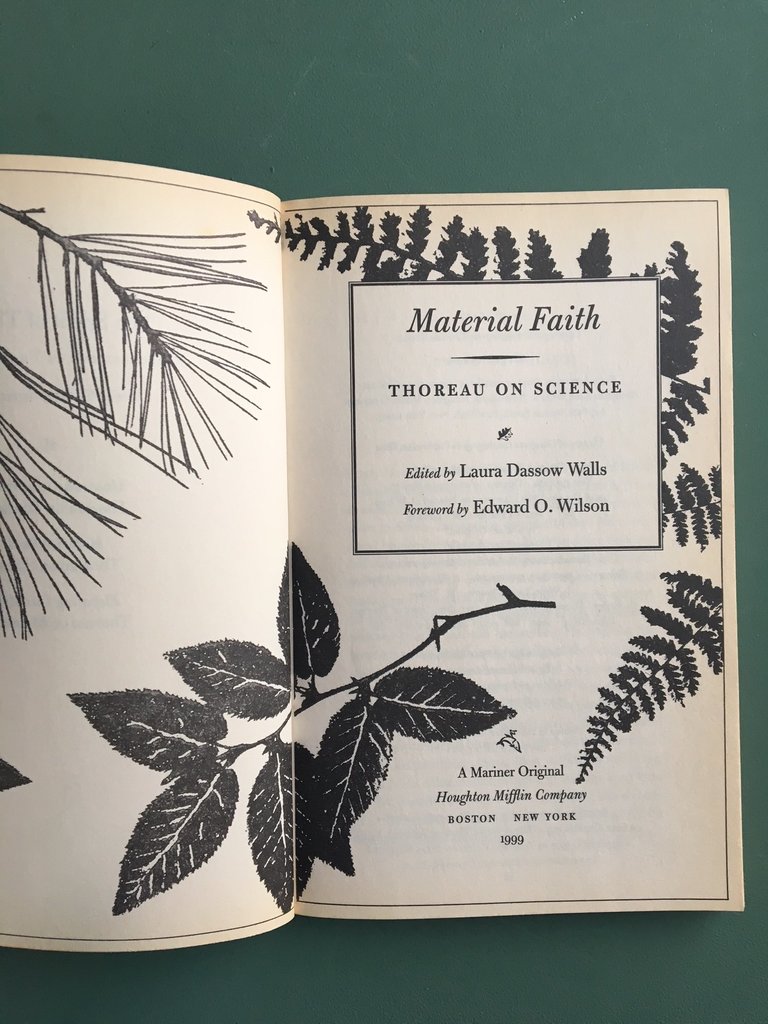 Material Faith
THOREAU ON SCIENCE
Edited by Laura Dassow Walls
Foreword by Edward O. Wilson
A Mariner Original
Houghton Mifflin Company
BOSTON NEW YORK
1999